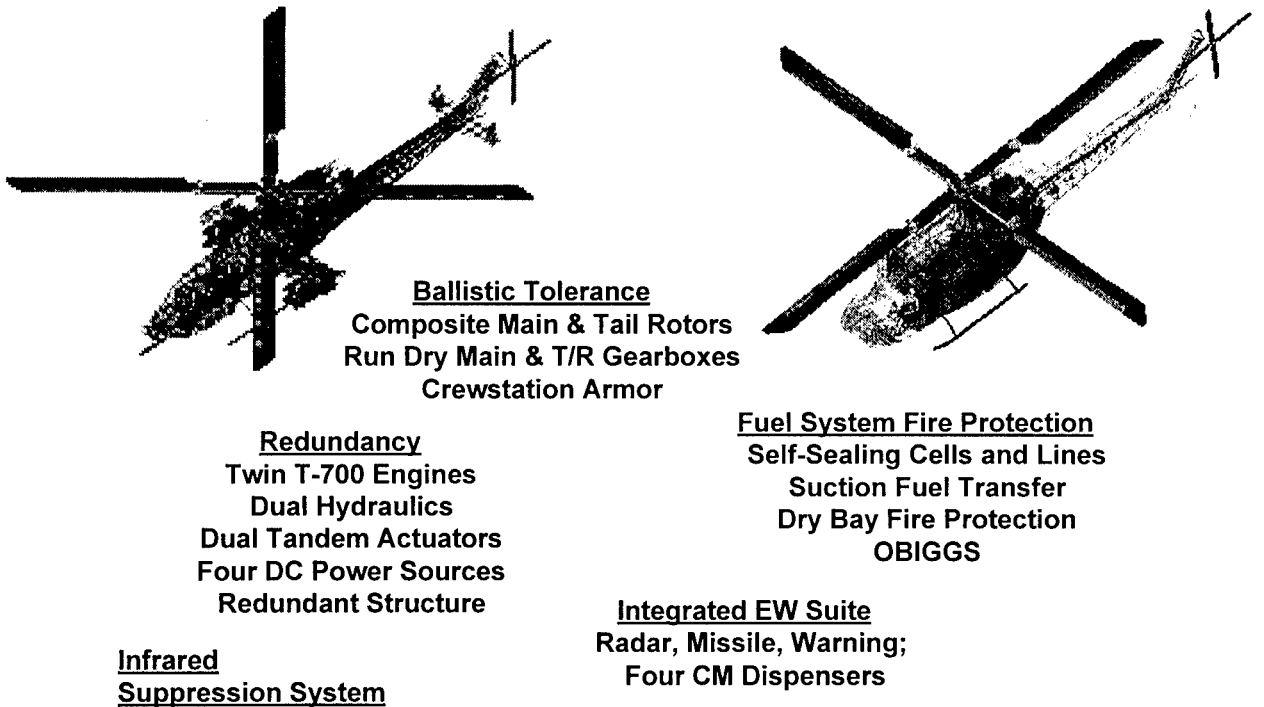 Ballistic Tolerance
Composite Main & Tail Rotors
Run Dry Main & T/R Gearboxes
Crewstation Armor
Redundancy
Twin T-700 Engines
Dual Hydraulics
Dual Tandem Actuators
Four DC Power Sources
Redundant Structure
Fuel System Fire Protection
Self-Sealing Cells and Lines
Suction Fuel Transfer
Dry Bay Fire Protection
OBIGGS
Integrated EW Suite
Radar, Missile, Warning;
Four CM Dispensers
Infrared
Suppression System